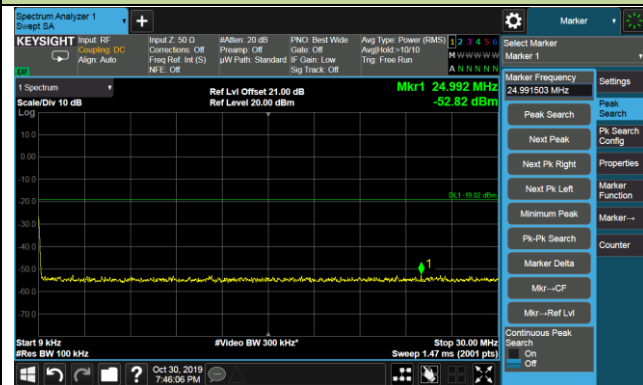 Spectrum Analyzer 1
Swept SA
+
Marker
KEYSIGHT
Input: RF
Coupling: DC
Align: Auto
Input Z: 50 Ω
Corrections: Off
Freq Ref: Int (S)
NFE: Off
#Atten: 20 dB
Preamp: Off
µW Path: Standard
PNO: Best Wide
Gate: Off
IF Gain: Low
Sig Track: Off
Avg Type: Power (RMS)
Avg|Hold:>10/10
Trig: Free Run
1 2 3 4 5 6
M W W W W W
A N N N N N
Select Marker
Marker 1
LXI
1 Spectrum
Scale/Div 10 dB
Log
Ref Lvl Offset 21.00 dB
Ref Level 20.00 dBm
Mkr1 24.992 MHz
-52.82 dBm
10.0
0.00
-10.0
-20.0
-30.0
-40.0
-50.0
-60.0
-70.0
DL1 -19.02 dBm
1
Start 9 kHz
#Res BW 100 kHz
#Video BW 300 kHz*
Stop 30.00 MHz
Sweep 1.47 ms (2001 pts)
Marker Frequency
24.991503 MHz
Peak Search
Next Peak
Next Pk Right
Next Pk Left
Minimum Peak
Pk-Pk Search
Marker Delta
Mkr→CF
Mkr→Ref Lvl
Continuous Peak
Search
On
Off
Settings
Peak
Search
Pk Search
Config
Properties
Marker
Function
Marker→
Counter
?
Oct 30, 2019
7:46:06 PM